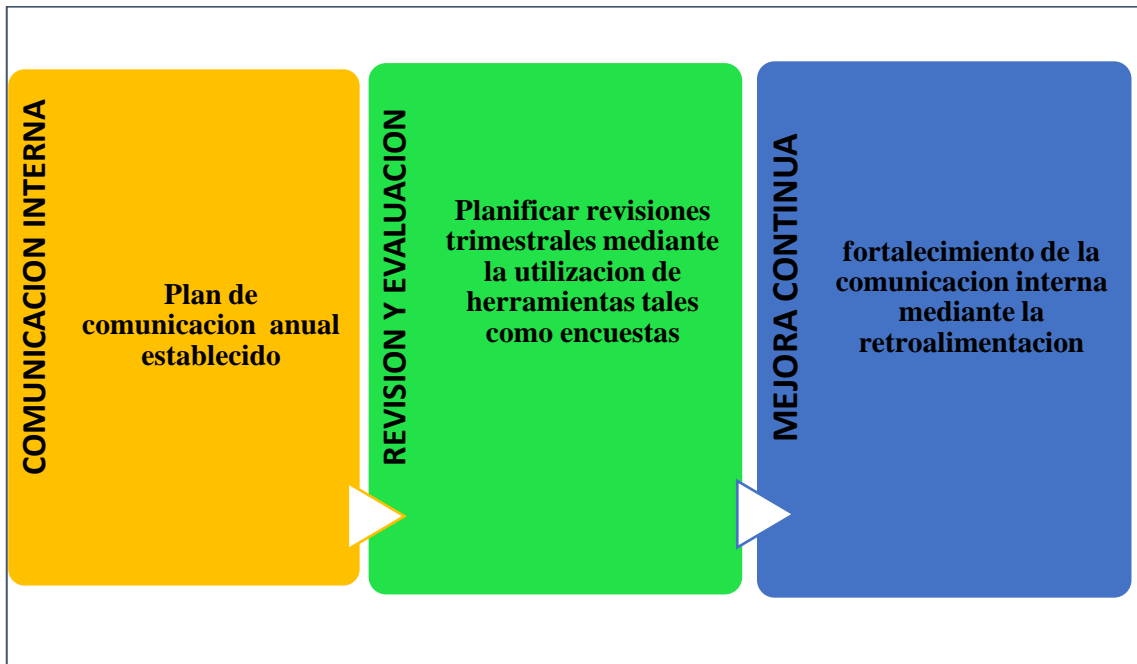 COMUNICACION INTERNA
Plan de
comunicacion anual
establecido
REVISION Y EVALUACION
Planificar revisiones
trimestrales mediante
la utilizacion de
herramientas tales
como encuestas
MEJORA CONTINUA
fortalecimiento de la
comunicacion interna
mediante la
retroalimentacion